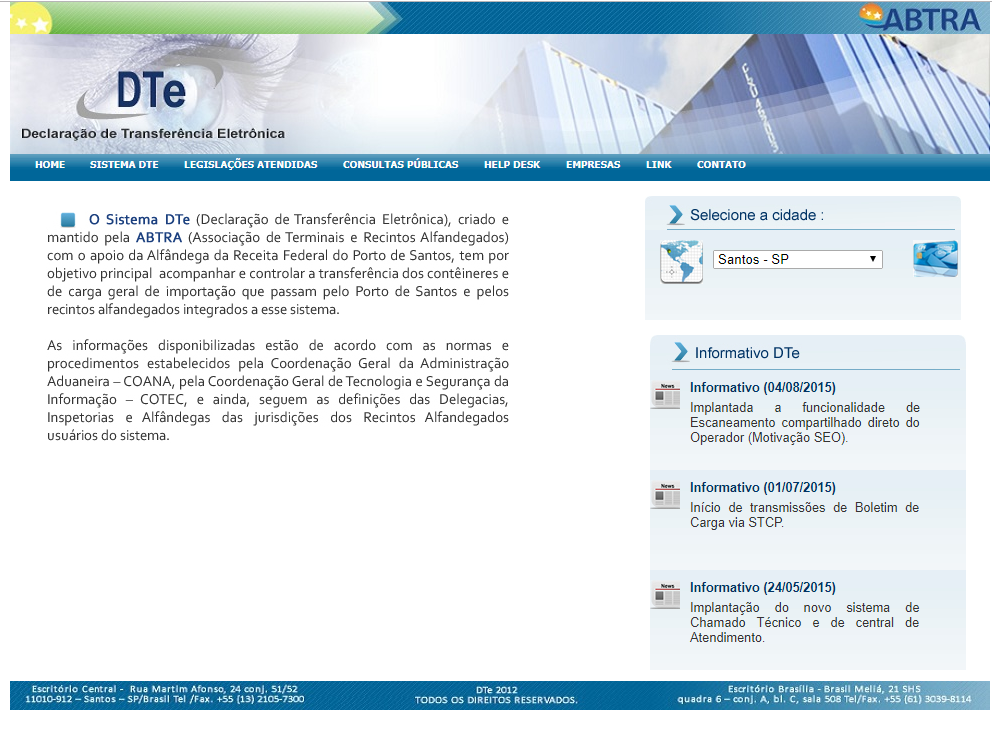 ABTRA
DTe
Declaração de Transferência Eletrônica
HOME SISTEMA DTE LEGISLAÇÕES ATENDIDAS CONSULTAS PÚBLICAS HELP DESK EMPRESAS LINK CONTATO
O Sistema DTe (Declaração de Transferência Eletrônica), criado e
mantido pela ABTRA (Associação de Terminais e Recintos Alfandegados)
com o apoio da Alfândega da Receita Federal do Porto de Santos, tem por
objetivo principal acompanhar e controlar a transferência dos contêineres e
de carga geral de importação que passam pelo Porto de Santos e pelos
recintos alfandegados integrados a esse sistema.
As informações disponibilizadas estão de acordo com as normas e
procedimentos estabelecidos pela Coordenação Geral da Administração
Aduaneira – COANA, pela Coordenação Geral de Tecnologia e Segurança da
Informação – COTEC, e ainda, seguem as definições das Delegacias,
Inspetorias e Alfândegas das jurisdições dos Recintos Alfandegados
usuários do sistema.
Selecione a cidade :
Santos - SP
Informativo DTe
News
Informativo (04/08/2015)
Implantada a funcionalidade de
Escaneamento compartilhado direto do
Operador (Motivação SEO).
News
Informativo (01/07/2015)
Início de transmissões de Boletim de
Carga via STCP.
News
Informativo (24/05/2015)
Implantação do novo sistema de
Chamado Técnico e de central de
Atendimento.
Escritório Central - Rua Martim Afonso, 24 conj. 51/52
11010-912 – Santos – SP/Brasil Tel /Fax. +55 (13) 2105-7300
DTe 2012
TODOS OS DIREITOS RESERVADOS.
Escritório Brasília - Brasil Meliá, 21 SHS
quadra 6 – conj. A, bl. C, sala 508 Tel/Fax. +55 (61) 3039-8114